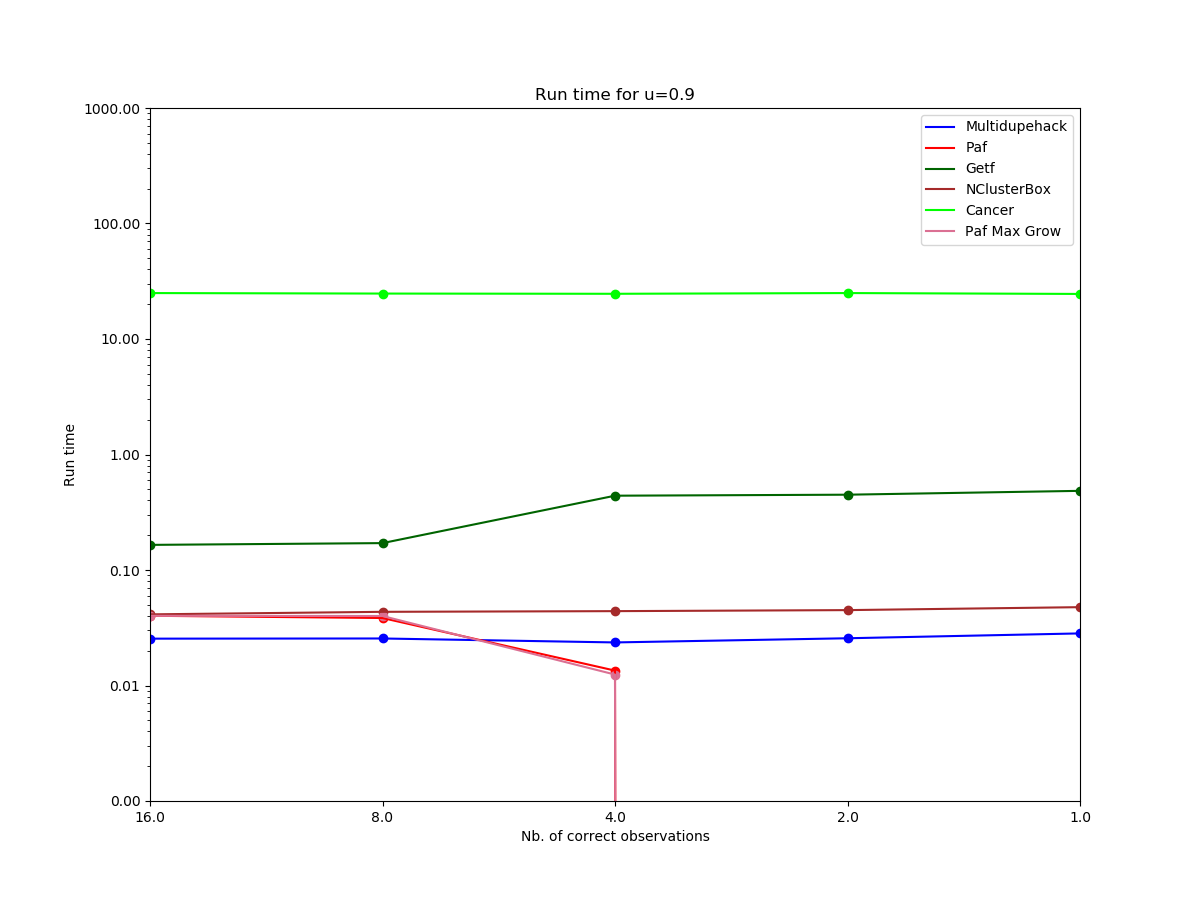 Run time for u=0.9
1000.00
100.00
10.00
1.00
0.10
0.01
0.00
Run time
Multidupehack
Paf
Getf
NClusterBox
Cancer
Paf Max Grow
16.0
8.0
4.0
2.0
1.0
Nb. of correct observations